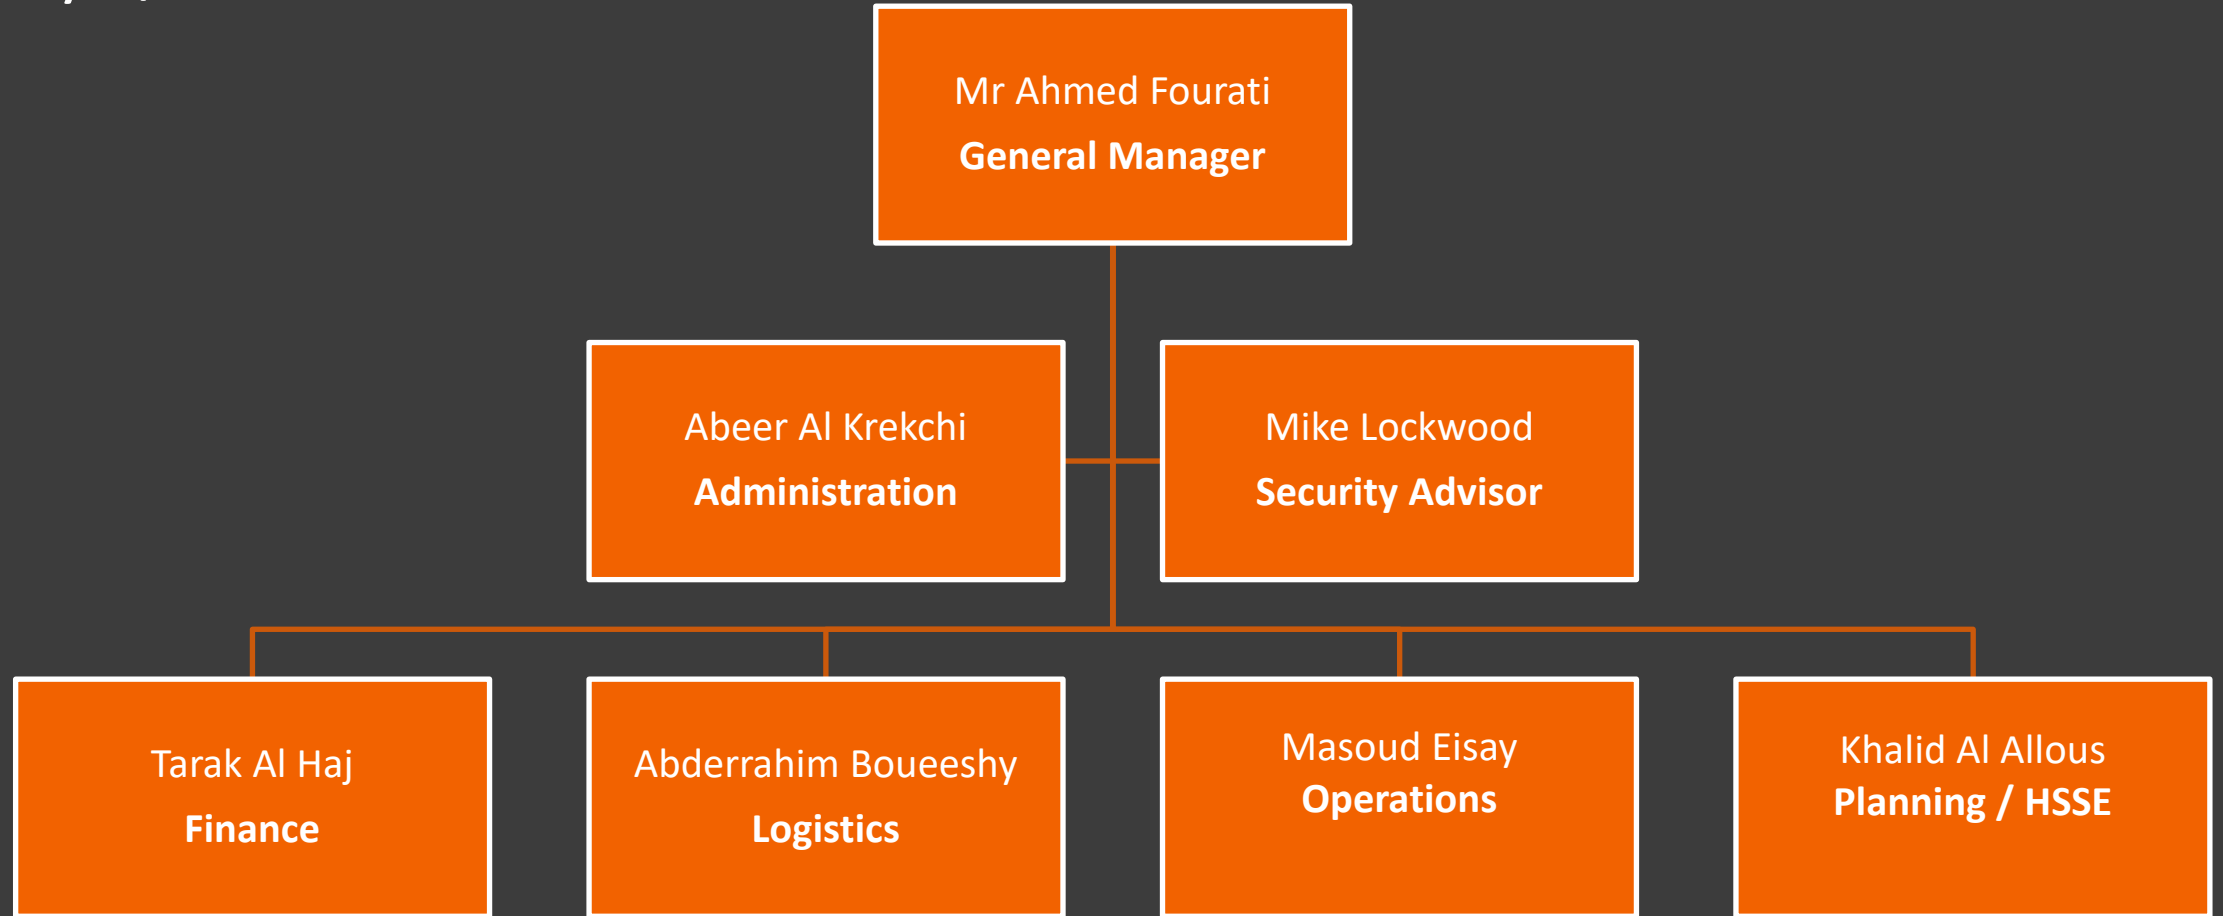 Mr Ahmed Fourati
General Manager
Abeer Al Krekchi
Administration
Mike Lockwood
Security Advisor
Tarak Al Haj
Finance
Abderrahim Boueeshy
Logistics
Masoud Eisay
Operations
Khalid Al Allous
Planning / HSSE